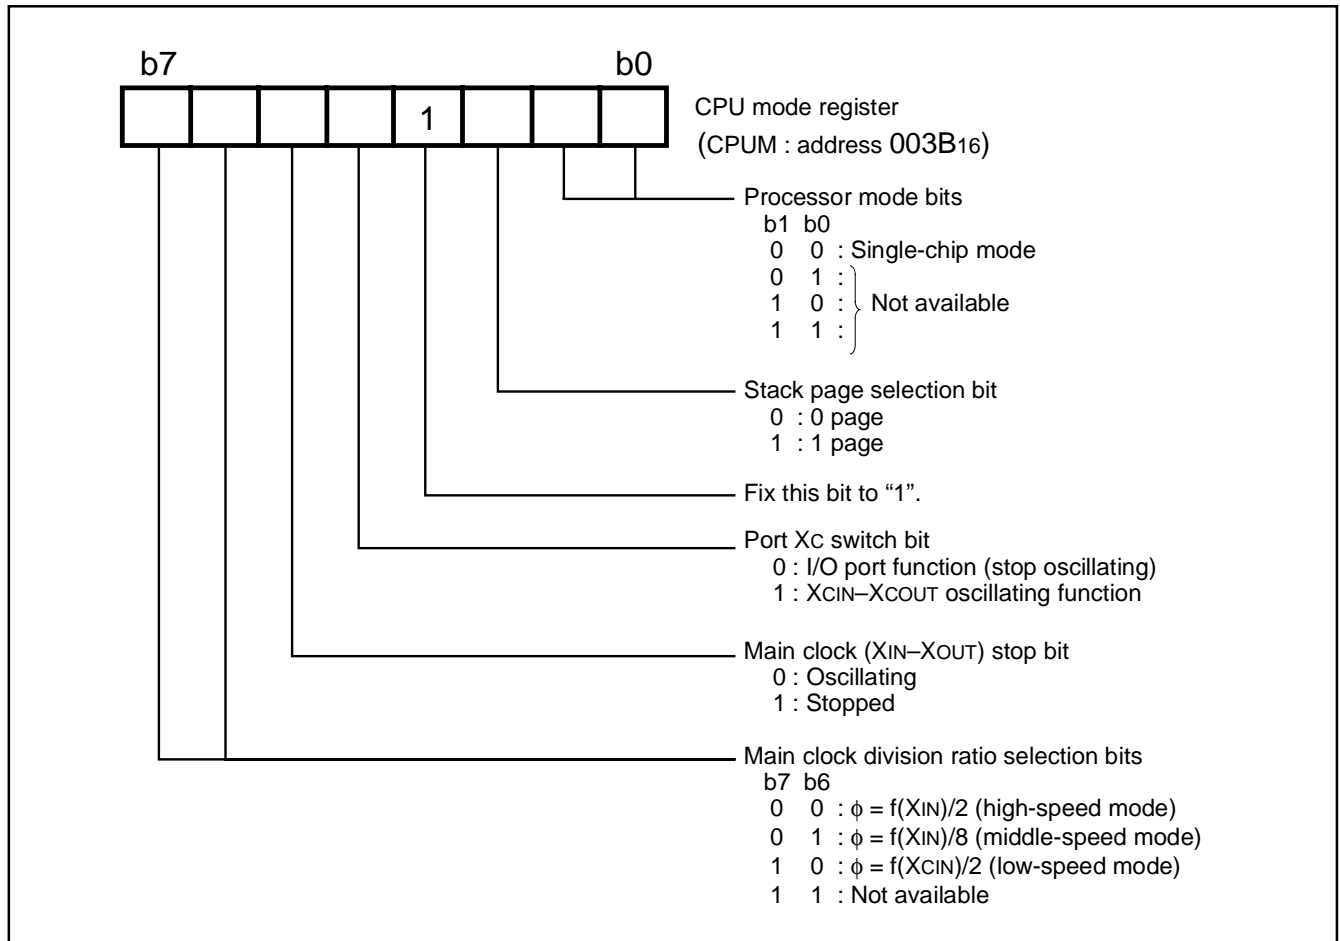 b7 b0
1
CPU mode register
(CPUM : address 003B16)
Processor mode bits
b1 b0
0 0 : Single-chip mode
0 1 :
1 0 : Not available
1 1 :
Stack page selection bit
0 : 0 page
1 : 1 page
Fix this bit to “1”.
Port XC switch bit
0 : I/O port function (stop oscillating)
1 : XCIN–XCOUT oscillating function
Main clock (XIN–XOUT) stop bit
0 : Oscillating
1 : Stopped
Main clock division ratio selection bits
b7 b6
0 0 : φ = f(XIN)/2 (high-speed mode)
0 1 : φ = f(XIN)/8 (middle-speed mode)
1 0 : φ = f(XCIN)/2 (low-speed mode)
1 1 : Not available